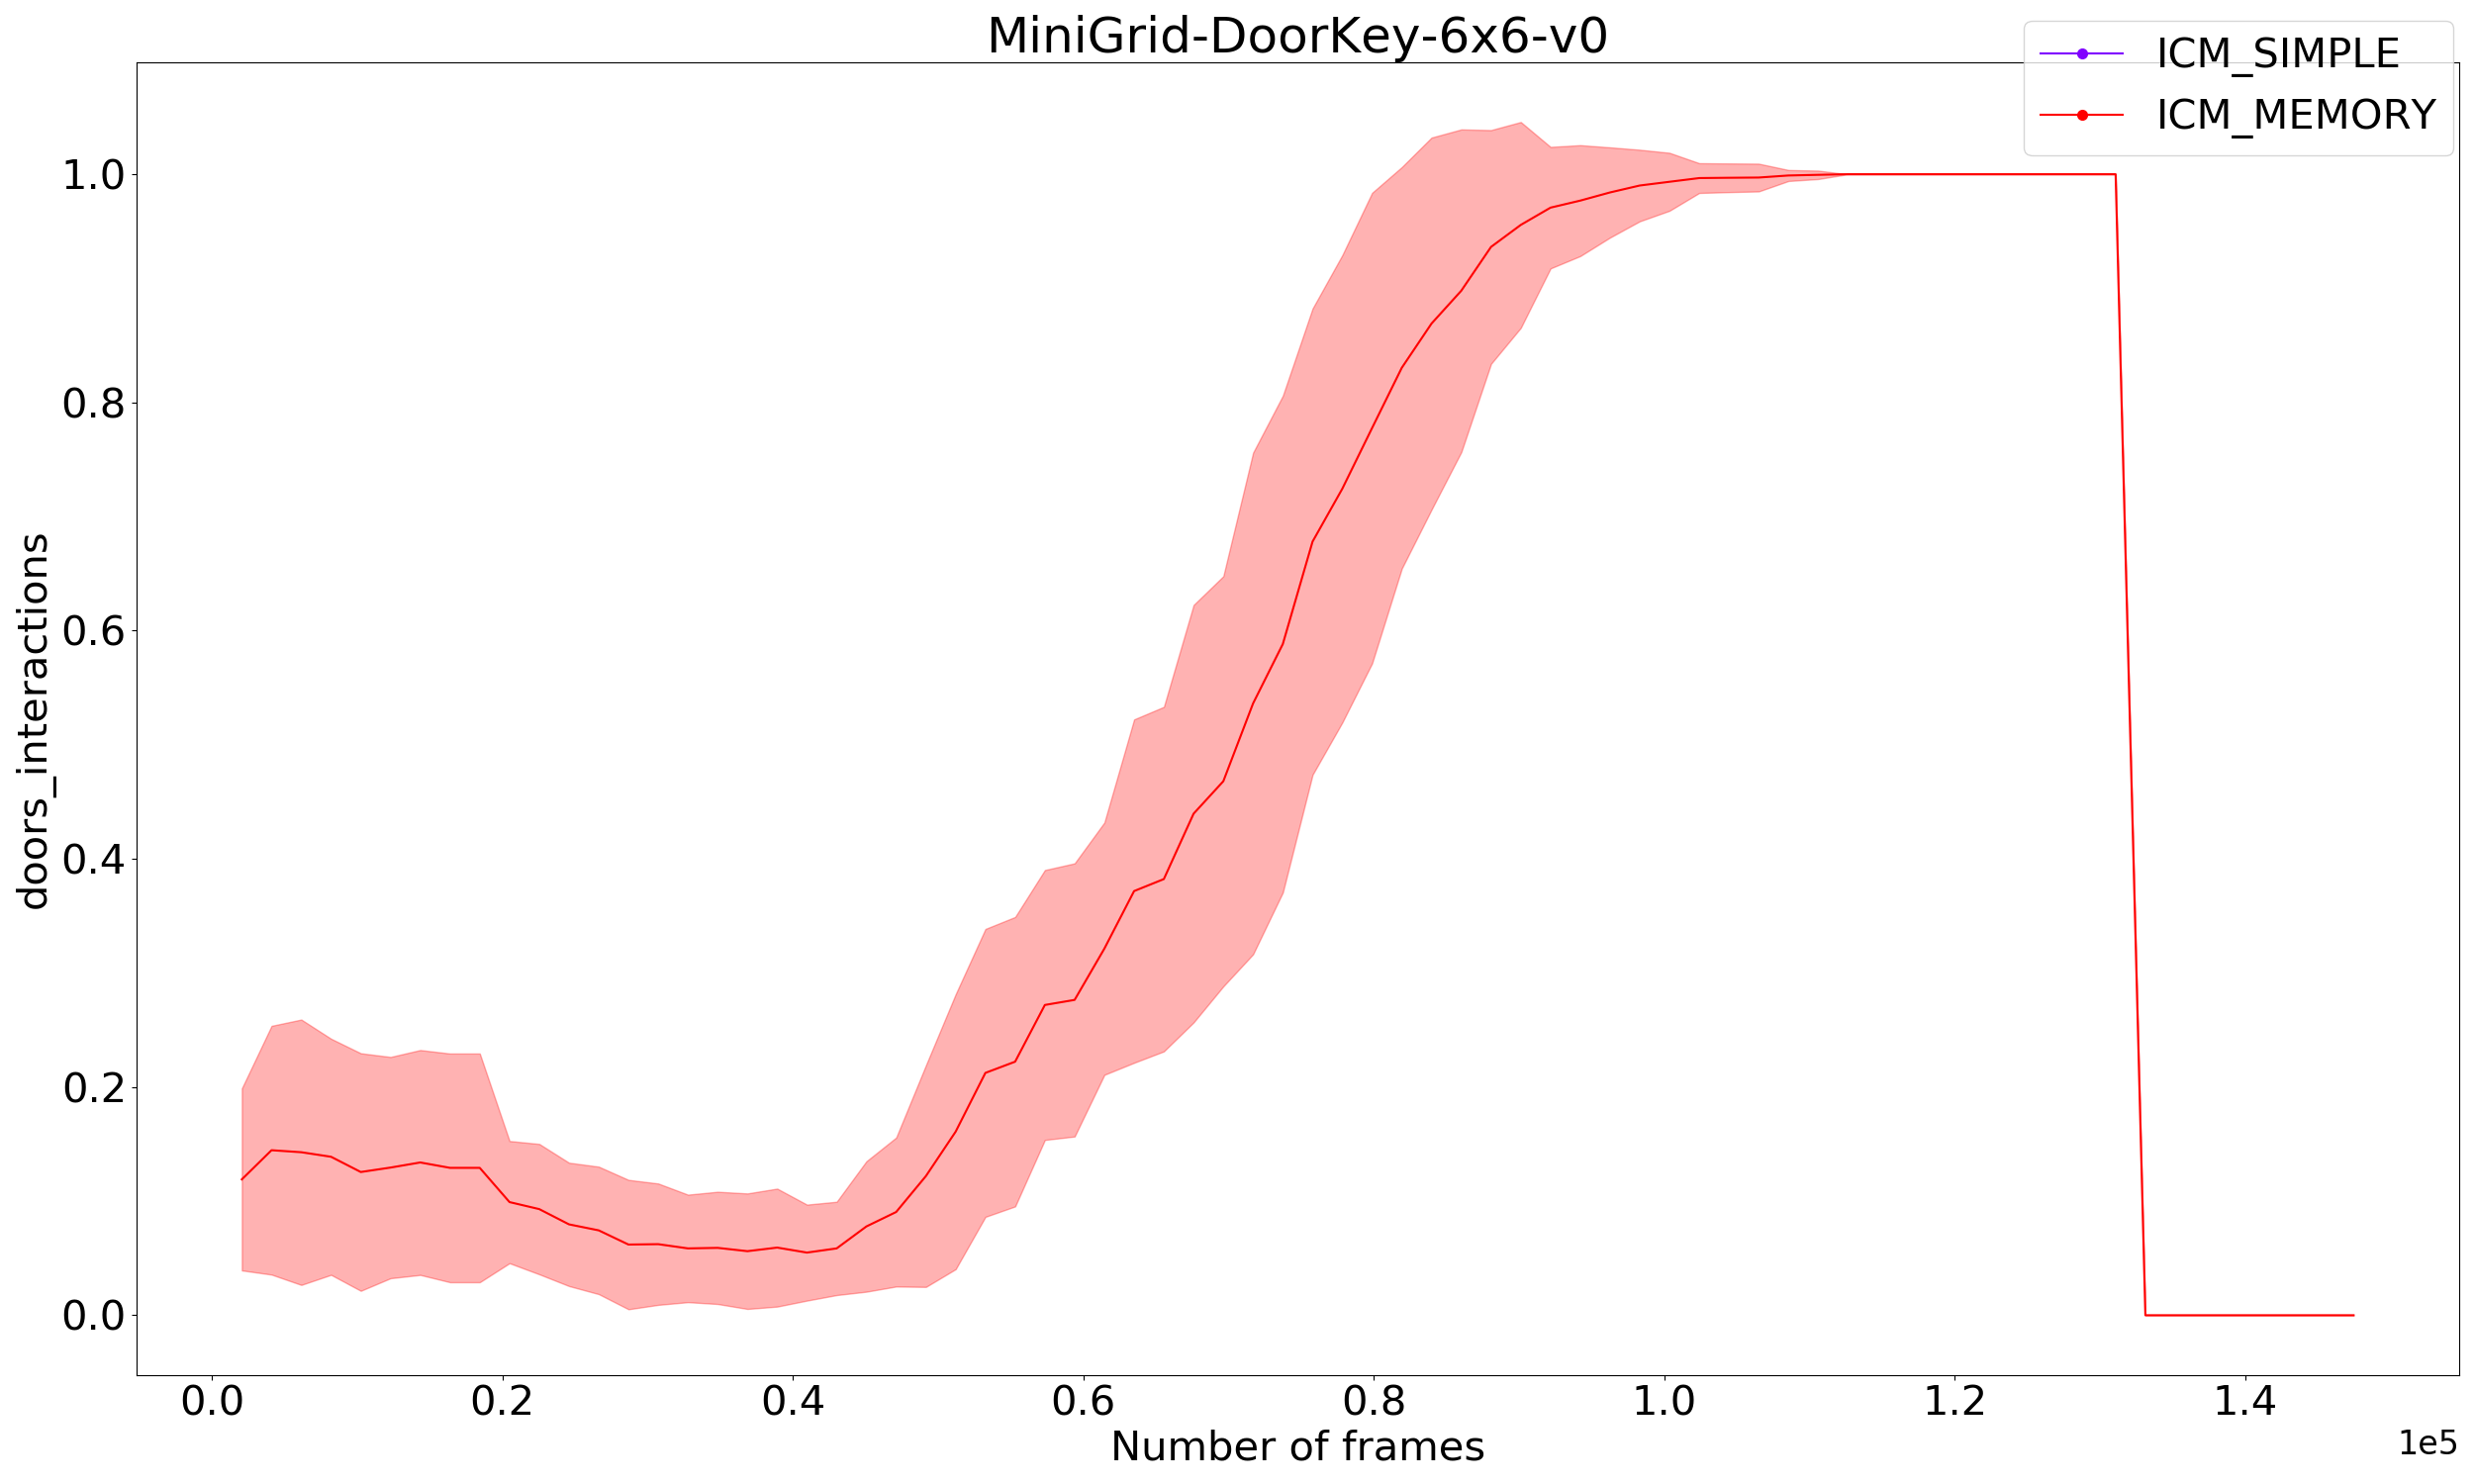 MiniGrid-DoorKey-6x6-v0
ICM_SIMPLE
ICM_MEMORY
doors_interactions
1.0
0.8
0.6
0.4
0.2
0.0
0.0 0.2 0.4 0.6 0.8 1.0 1.2 1.4
Number of frames
1e5